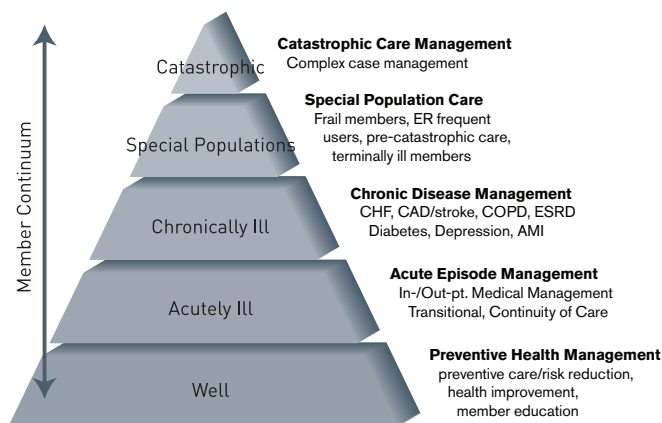 Member Continuum
Catastrophic
Catastrophic Care Management
Complex case management
Special Populations
Special Population Care
Frail members, ER frequent
users, pre-catastrophic care,
terminally ill members
Chronically Ill
Chronic Disease Management
CHF, CAD/stroke, COPD, ESRD
Diabetes, Depression, AMI
Acutely Ill
Acute Episode Management
In-/Out-pt. Medical Management
Transitional, Continuity of Care
Well
Preventive Health Management
preventive care/risk reduction,
health improvement,
member education